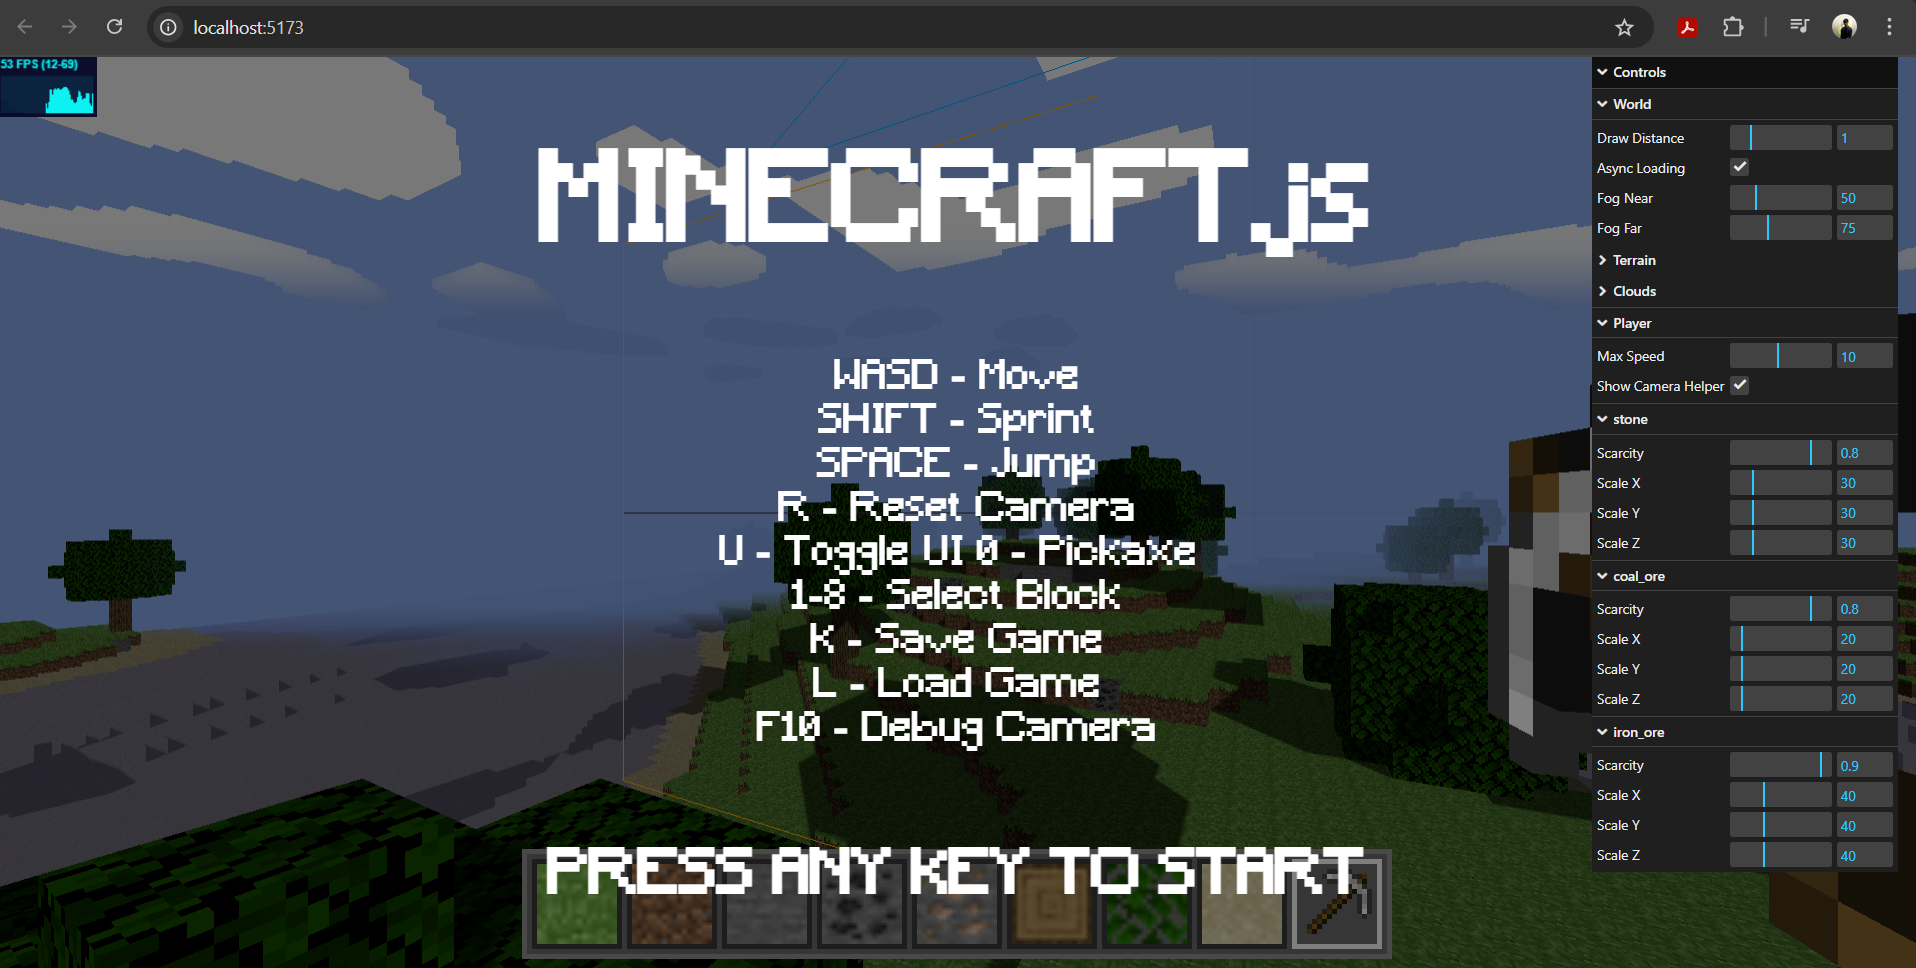 localhost:5173
53 FPS (12-69)
MINECRAFT.js
WASD - Move
SHIFT - Sprint
SPACE - Jump
R - Reset Camera
U - Toggle UI 0 - Pickaxe
1-8 - Select Block
K - Save Game
L - Load Game
F10 - Debug Camera
PRESS ANY KEY TO START
Controls
World
Draw Distance 1
Async Loading
Fog Near 50
Fog Far 75
Terrain
Clouds
Player
Max Speed 10
Show Camera Helper
stone
Scarcity 0.8
Scale X 30
Scale Y 30
Scale Z 30
coal_ore
Scarcity 0.8
Scale X 20
Scale Y 20
Scale Z 20
iron_ore
Scarcity 0.9
Scale X 40
Scale Y 40
Scale Z 40